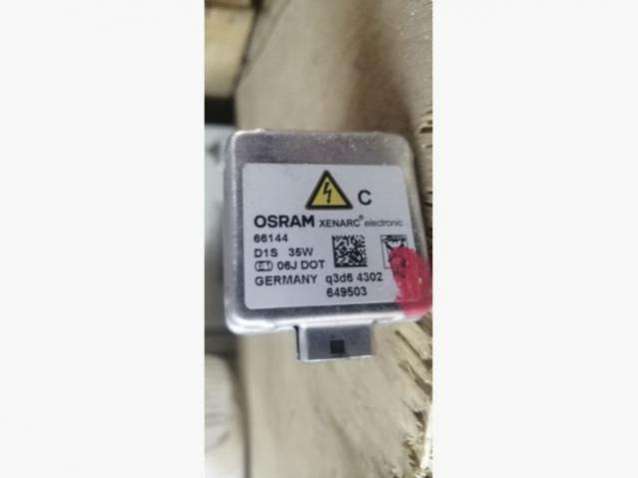 C
OSRAM XENARC® electronic
66144
D1S 35W
06J DOT
GERMANY q3d6 4302
649503